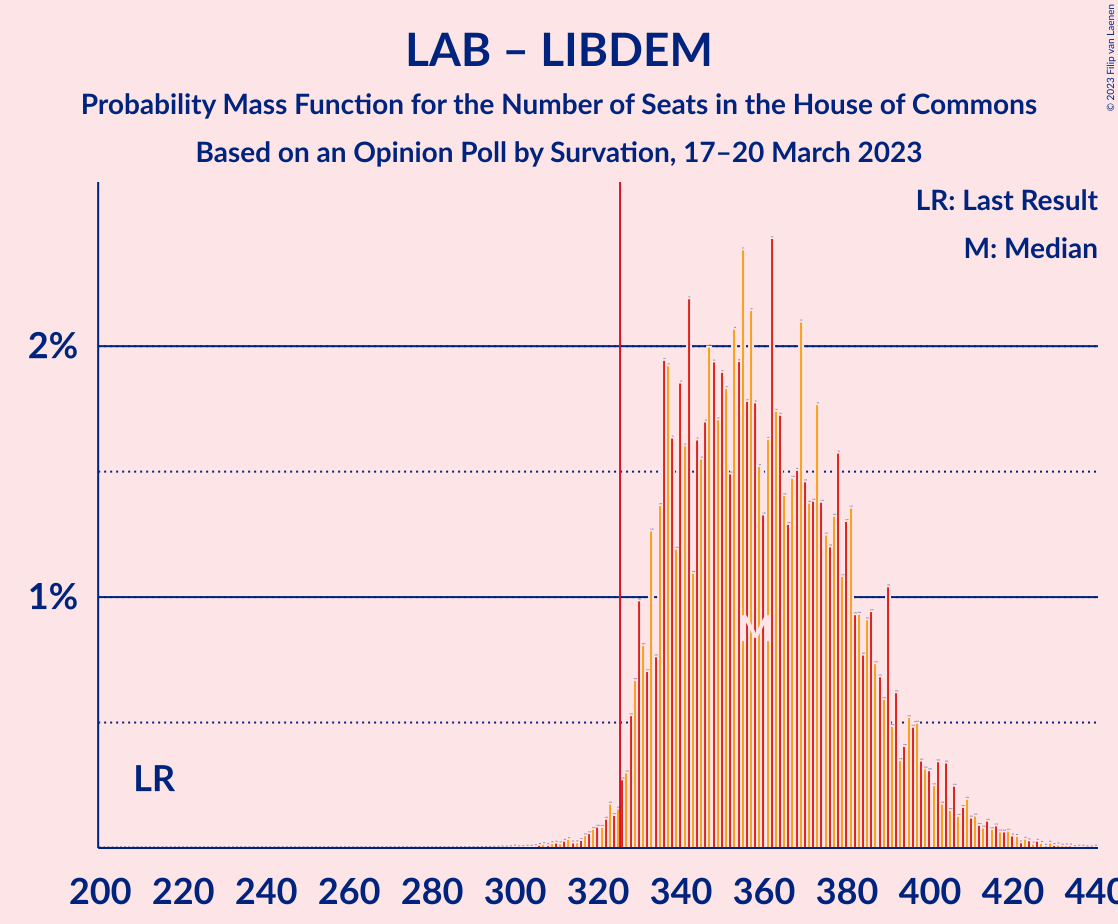 LAB – LIBDEM
Probability Mass Function for the Number of Seats in the House of Commons
Based on an Opinion Poll by Survation, 17–20 March 2023
© 2023 Filip van Laenen
LR: Last Result
M: Median
2%
1%
M
LR
200 220 240 260 280 300 320 340 360 380 400 420 440